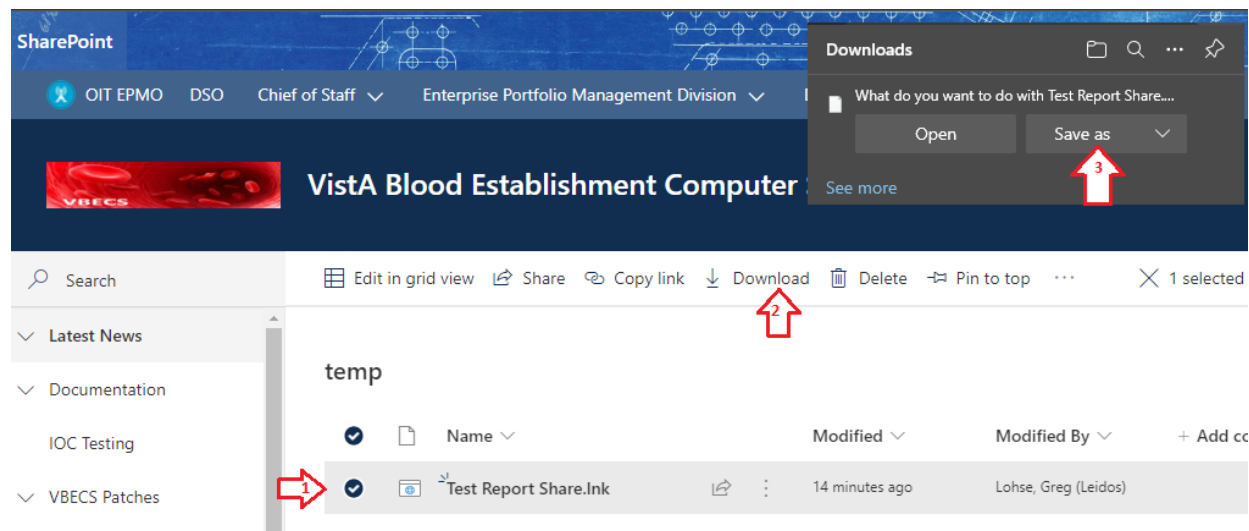 SharePoint
OIT EPMO DSO Chief of Staff Enterprise Portfolio Management Division
Downloads
What do you want to do with Test Report Share....
Open Save as
3
See more
VBECS
VistA Blood Establishment Computer
Search
Edit in grid view Share Copy link Download Delete Pin to top ··· 1 selected
2
Latest News
Documentation
IOC Testing
VBECS Patches
temp
Name Modified Modified By + Add co
1 Test Report Share.lnk 14 minutes ago Lohse, Greg (Leidos)